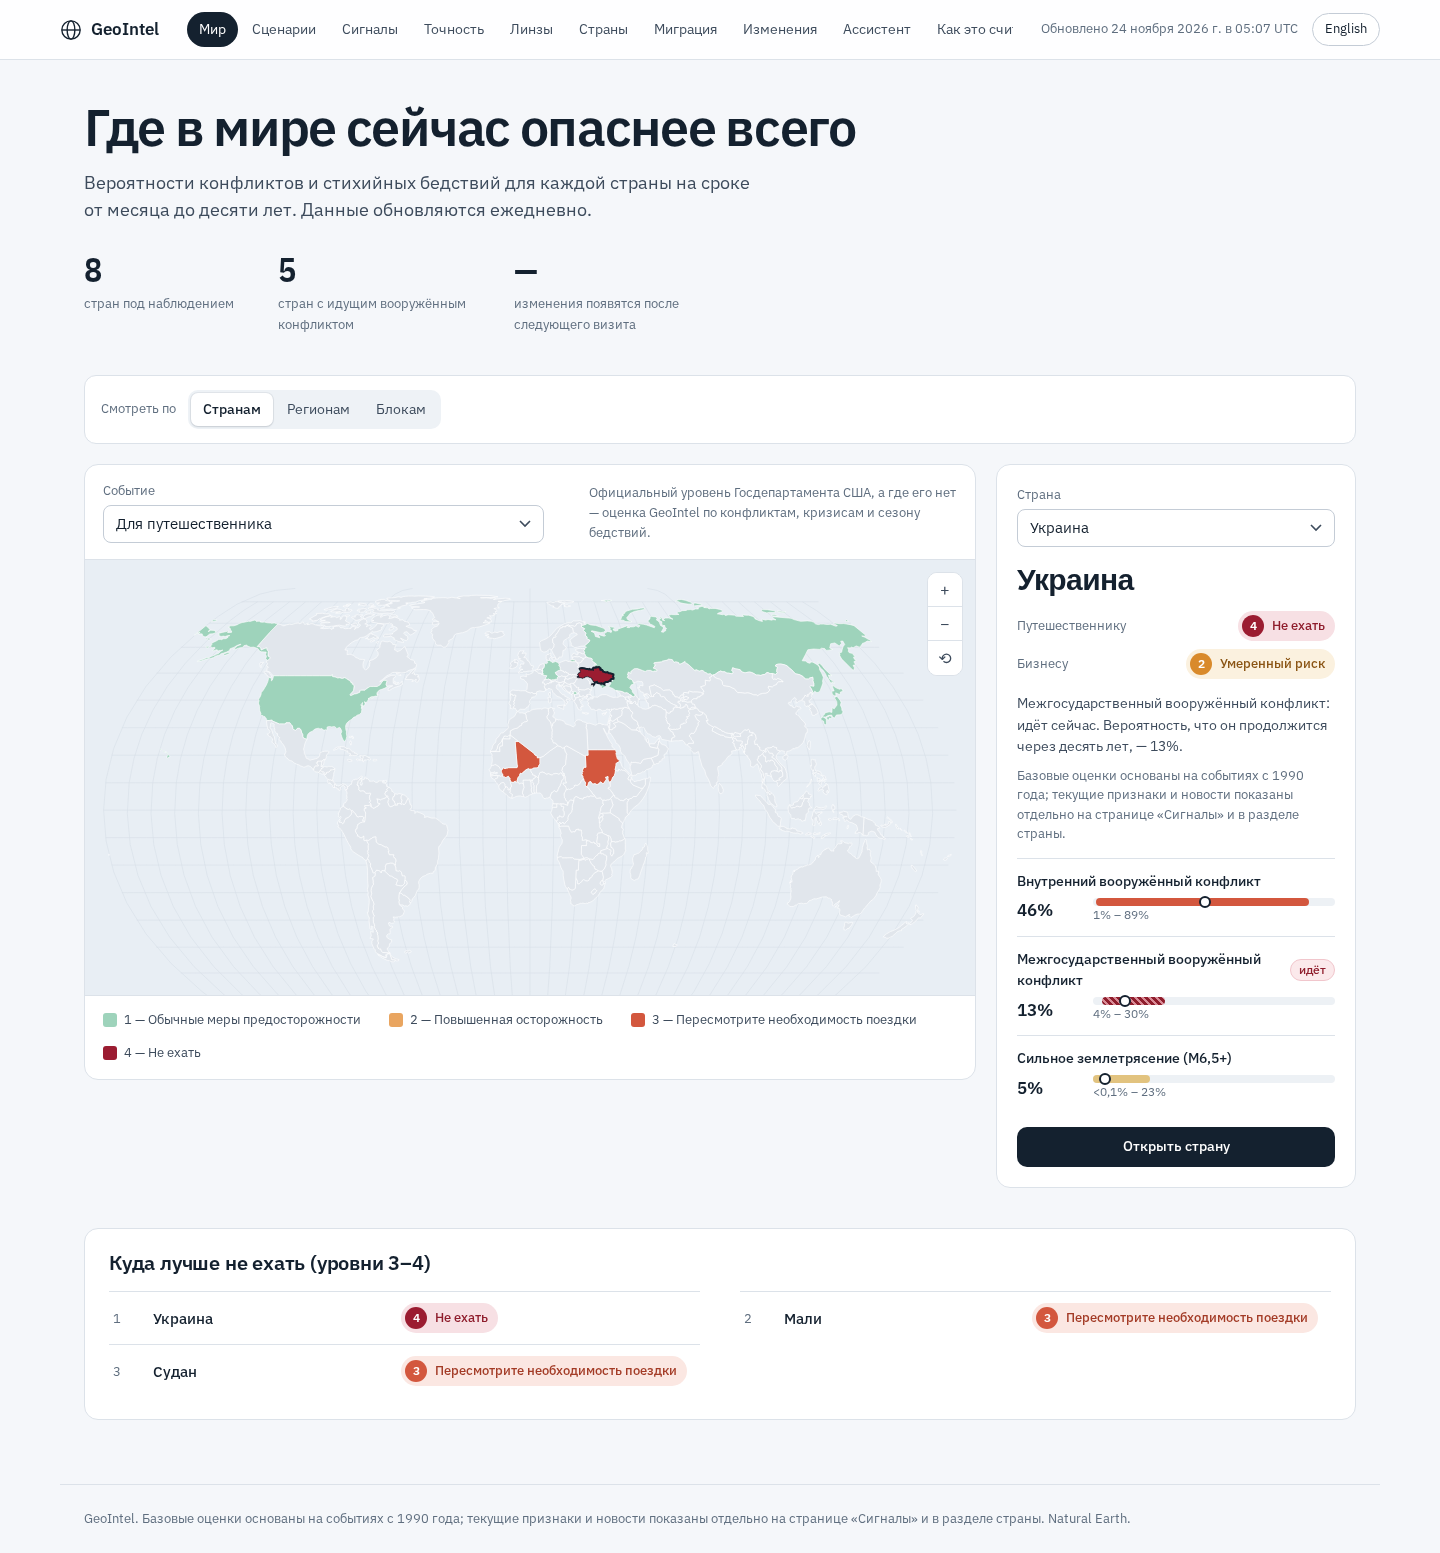 GeoIntel
Мир
Сценарии
Сигналы
Точность
Линзы
Страны
Миграция
Изменения
Ассистент
Как это счи
Обновлено 24 ноября 2026 г. в 05:07 UTC
English
Где в мире сейчас опаснее всего
Вероятности конфликтов и стихийных бедствий для каждой страны на сроке
от месяца до десяти лет. Данные обновляются ежедневно.
8
стран под наблюдением
5
стран с идущим вооружённым
конфликтом
—
изменения появятся после
следующего визита
Смотреть по
Странам
Регионам
Блокам
Событие
Для путешественника
Официальный уровень Госдепартамента США, а где его нет
— оценка GeoIntel по конфликтам, кризисам и сезону
бедствий.
+
−
⟲
1 — Обычные меры предосторожности
2 — Повышенная осторожность
3 — Пересмотрите необходимость поездки
4 — Не ехать
Страна
Украина
Украина
Путешественнику
4 Не ехать
Бизнесу
2 Умеренный риск
Межгосударственный вооружённый конфликт:
идёт сейчас. Вероятность, что он продолжится
через десять лет, — 13%.
Базовые оценки основаны на событиях с 1990
года; текущие признаки и новости показаны
отдельно на странице «Сигналы» и в разделе
страны.
Внутренний вооружённый конфликт
46%
1% – 89%
Межгосударственный вооружённый
конфликт
идёт
13%
4% – 30%
Сильное землетрясение (M6,5+)
5%
<0,1% – 23%
Открыть страну
Куда лучше не ехать (уровни 3–4)
1 Украина 4 Не ехать
2 Мали 3 Пересмотрите необходимость поездки
3 Судан 3 Пересмотрите необходимость поездки
GeoIntel. Базовые оценки основаны на событиях с 1990 года; текущие признаки и новости показаны отдельно на странице «Сигналы» и в разделе страны. Natural Earth.